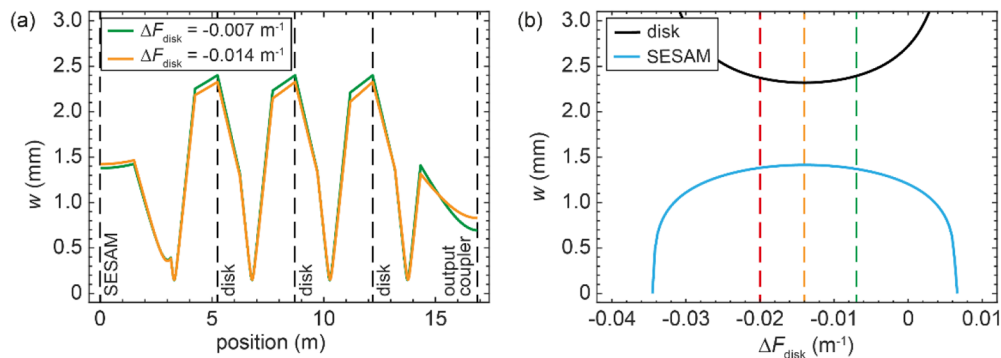 (a)
ΔF_disk = -0.007 m⁻¹
ΔF_disk = -0.014 m⁻¹
3.0
2.5
2.0
1.5
1.0
0.5
0
w (mm)
SESAM
disk
disk
disk
output
coupler
0
5
10
15
position (m)
(b)
disk
SESAM
3.0
2.5
2.0
1.5
1.0
0.5
0
w (mm)
-0.04
-0.03
-0.02
-0.01
0
0.01
ΔF_disk (m⁻¹)